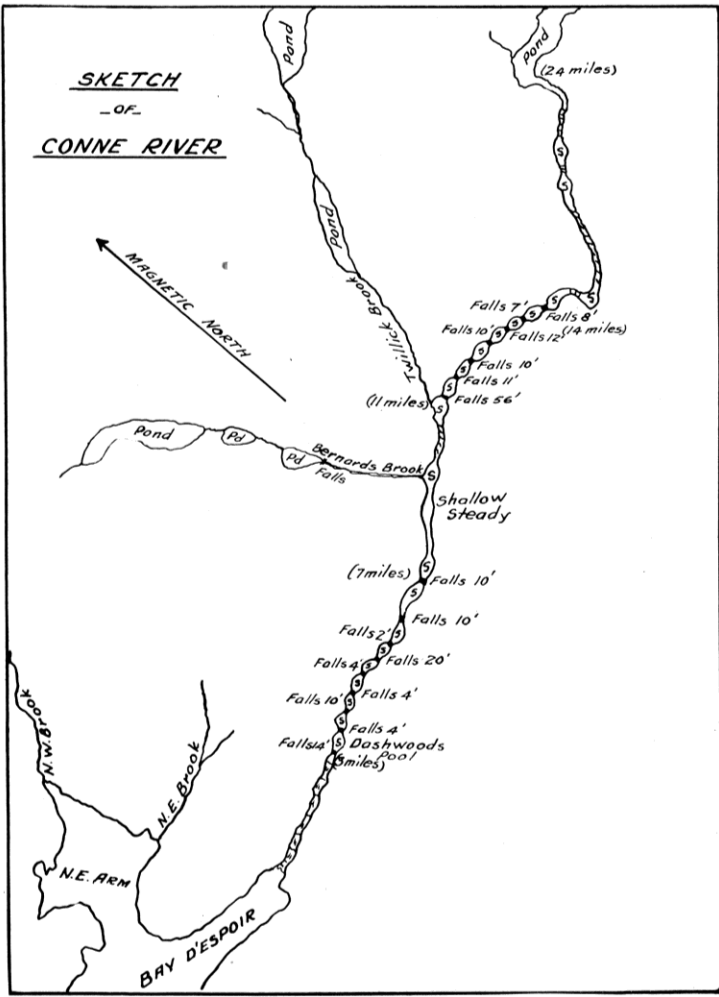 SKETCH
_OF_
CONNE RIVER
Pond
Pond
(24 miles)
S
S
Pond
MAGNETIC NORTH
Twillick Brook
S
S
Falls 7'
Falls 8'
(14 miles)
S
S
Falls 10'
Falls 12'
S
S
Falls 10'
S
Falls 11'
S
Falls 56'
(11 miles)
S
Pond
Pd
Pd
Falls
Bernards Brook
S
Shallow
Steady
S
(7 miles)
Falls 10'
S
Falls 10'
Falls 2'
S
S
Falls 4'
Falls 20'
S
S
Falls 10'
Falls 4'
S
S
Falls 4'
Falls 14'
S
Dashwoods
Pool
(5 miles)
N.W. Brook
N.E. Brook
N.E. ARM
BAY D'ESPOIR